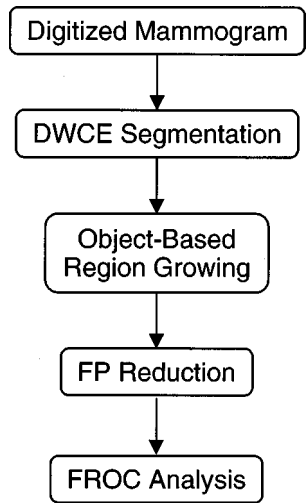 Digitized Mammogram
DWCE Segmentation
Object-Based
Region Growing
FP Reduction
FROC Analysis